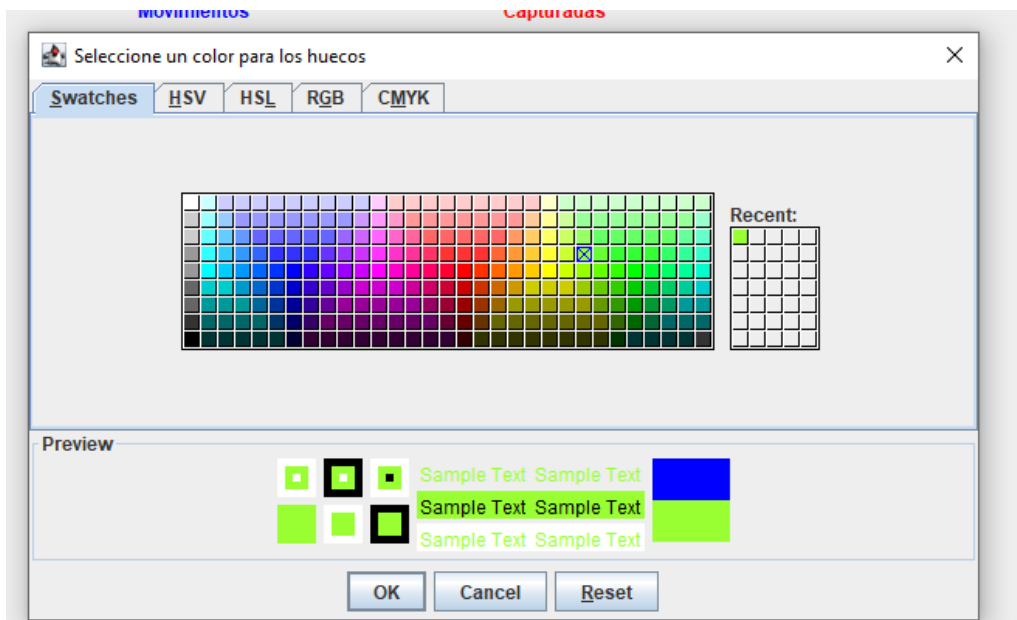 Movimientos Capturadas
Seleccione un color para los huecos
Swatches HSV HSL RGB CMYK
Recent:
Preview
Sample Text Sample Text
Sample Text Sample Text
Sample Text Sample Text
OK Cancel Reset